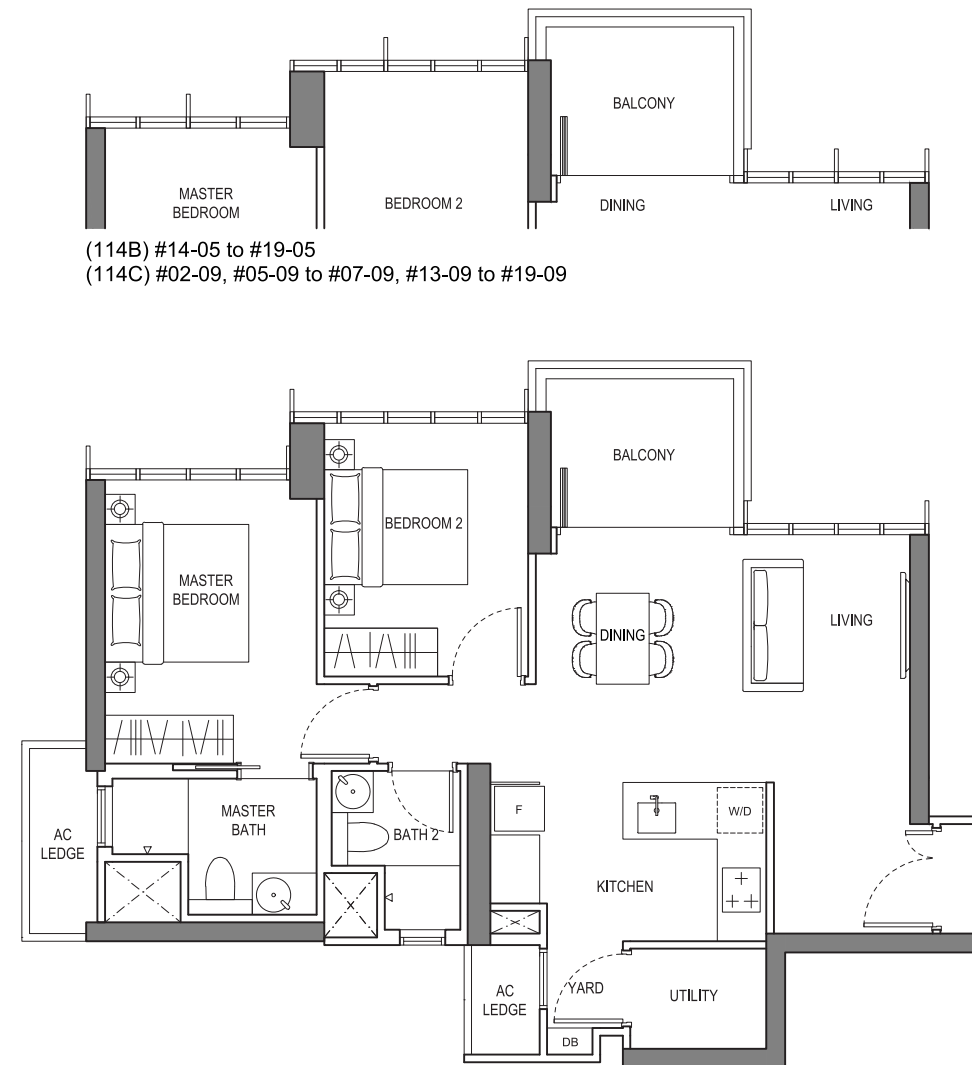 BALCONY
MASTER
BEDROOM
BEDROOM 2
DINING
LIVING
(114B) #14-05 to #19-05
(114C) #02-09, #05-09 to #07-09, #13-09 to #19-09
BALCONY
BEDROOM 2
MASTER
BEDROOM
DINING
LIVING
F
MASTER
BATH
W/D
AC
LEDGE
BATH 2
KITCHEN
AC
LEDGE
YARD
UTILITY
DB